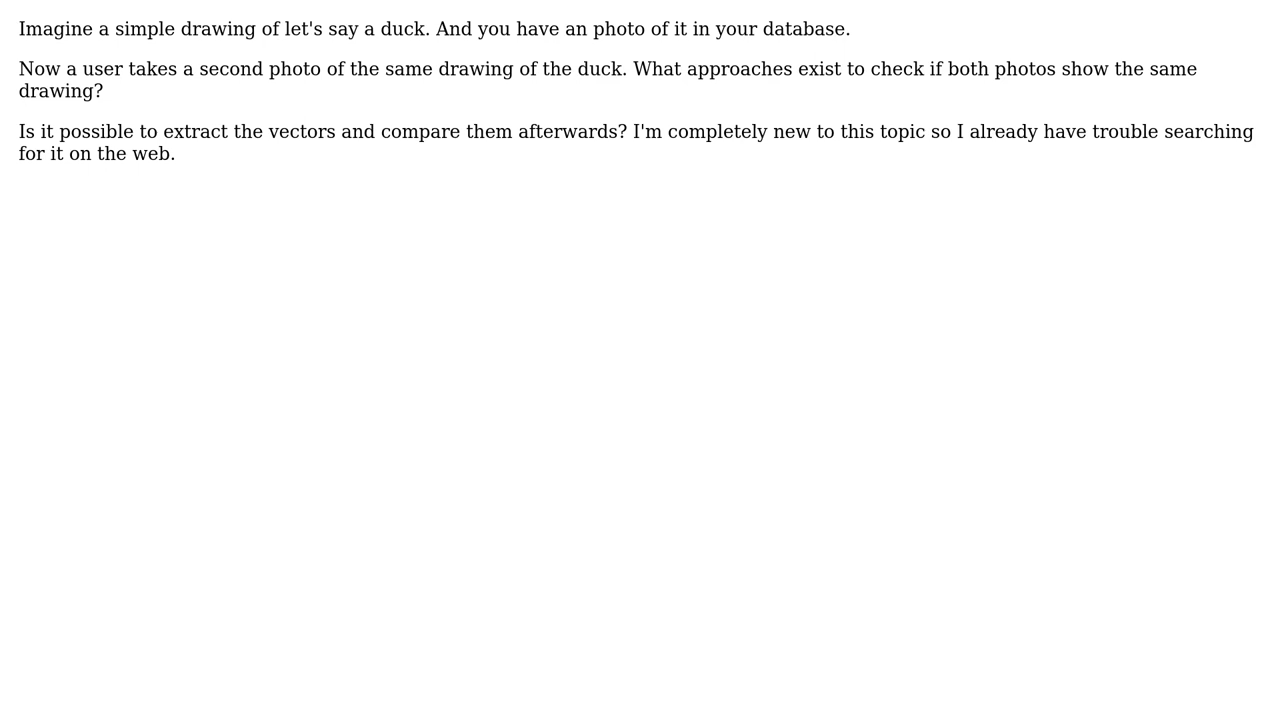 Imagine a simple drawing of let's say a duck. And you have an photo of it in your database.
Now a user takes a second photo of the same drawing of the duck. What approaches exist to check if both photos show the same
drawing?
Is it possible to extract the vectors and compare them afterwards? I'm completely new to this topic so I already have trouble searching
for it on the web.